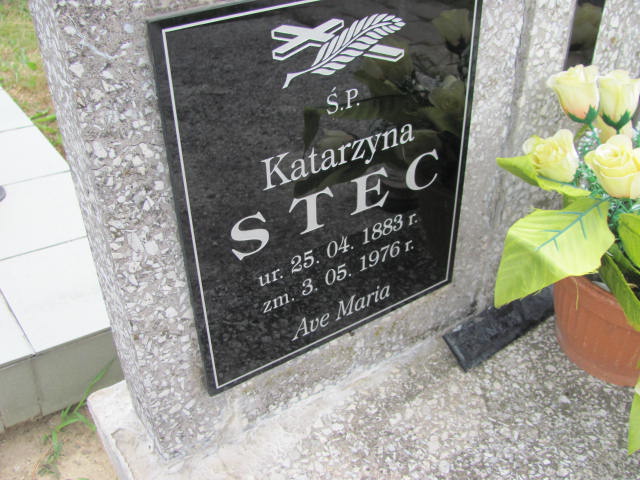 Ś.P.
Katarzyna
STEC
ur. 25. 04. 1883 r.
zm. 3. 05. 1976 r.
Ave Maria